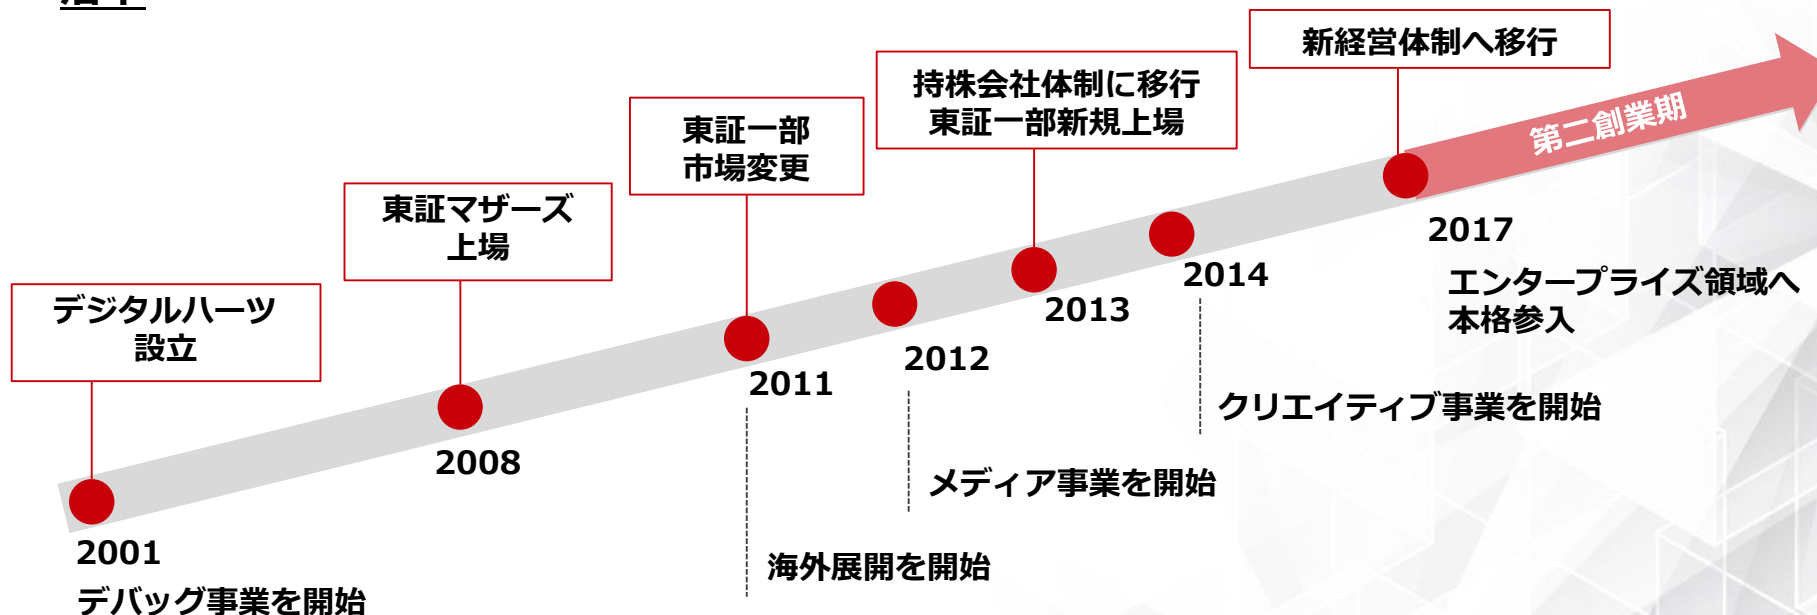 デジタルハーツ
設立
2001
デバッグ事業を開始
東証マザーズ
上場
2008
東証一部
市場変更
2011
海外展開を開始
2012
メディア事業を開始
持株会社体制に移行
東証一部新規上場
2013
2014
クリエイティブ事業を開始
新経営体制へ移行
2017
エンタープライズ領域へ
本格参入
第二創業期